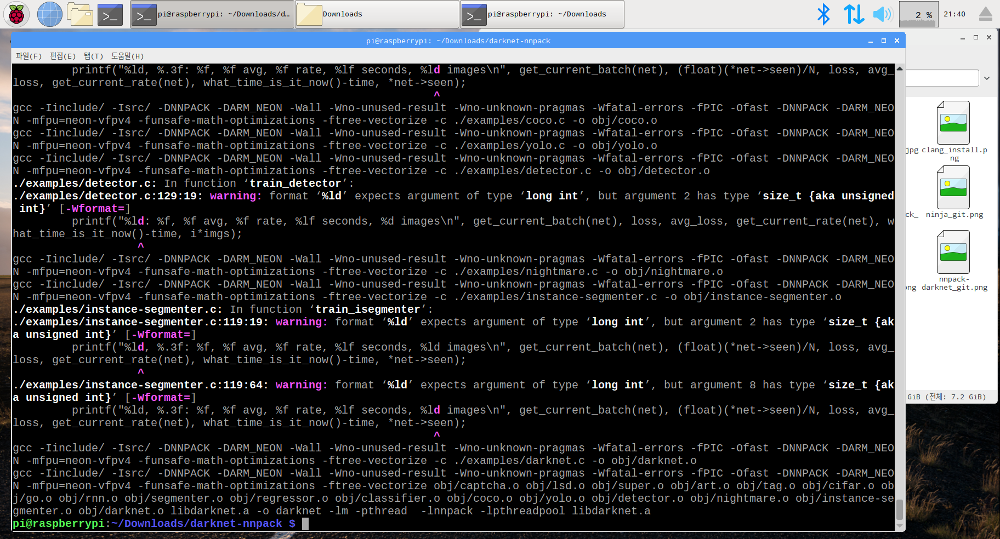 pi@raspberrypi: ~/Downloads/d...
Downloads
pi@raspberrypi: ~/Downloads
2 %
21:40
pi@raspberrypi: ~/Downloads/darknet-nnpack
파일(F) 편집(E) 탭(T) 도움말(H)
printf("%ld, %.3f: %f, %f avg, %f rate, %lf seconds, %ld images\n", get_current_batch(net), (float)(*net->seen)/N, loss, avg_
loss, get_current_rate(net), what_time_is_it_now()-time, *net->seen);
^
gcc -Iinclude/ -Isrc/ -DNNPACK -DARM_NEON -Wall -Wno-unused-result -Wno-unknown-pragmas -Wfatal-errors -fPIC -Ofast -DNNPACK -DARM_NEO
N -mfpu=neon-vfpv4 -funsafe-math-optimizations -ftree-vectorize -c ./examples/coco.c -o obj/coco.o
gcc -Iinclude/ -Isrc/ -DNNPACK -DARM_NEON -Wall -Wno-unused-result -Wno-unknown-pragmas -Wfatal-errors -fPIC -Ofast -DNNPACK -DARM_NEO
N -mfpu=neon-vfpv4 -funsafe-math-optimizations -ftree-vectorize -c ./examples/yolo.c -o obj/yolo.o
gcc -Iinclude/ -Isrc/ -DNNPACK -DARM_NEON -Wall -Wno-unused-result -Wno-unknown-pragmas -Wfatal-errors -fPIC -Ofast -DNNPACK -DARM_NEO
N -mfpu=neon-vfpv4 -funsafe-math-optimizations -ftree-vectorize -c ./examples/detector.c -o obj/detector.o
./examples/detector.c: In function ‘train_detector’:
./examples/detector.c:129:19: warning: format ‘%ld’ expects argument of type ‘long int’, but argument 2 has type ‘size_t {aka unsigned
int}’ [-Wformat=]
printf("%ld: %f, %f avg, %f rate, %lf seconds, %d images\n", get_current_batch(net), loss, avg_loss, get_current_rate(net), w
hat_time_is_it_now()-time, i*imgs);
^
gcc -Iinclude/ -Isrc/ -DNNPACK -DARM_NEON -Wall -Wno-unused-result -Wno-unknown-pragmas -Wfatal-errors -fPIC -Ofast -DNNPACK -DARM_NEO
N -mfpu=neon-vfpv4 -funsafe-math-optimizations -ftree-vectorize -c ./examples/nightmare.c -o obj/nightmare.o
gcc -Iinclude/ -Isrc/ -DNNPACK -DARM_NEON -Wall -Wno-unused-result -Wno-unknown-pragmas -Wfatal-errors -fPIC -Ofast -DNNPACK -DARM_NEO
N -mfpu=neon-vfpv4 -funsafe-math-optimizations -ftree-vectorize -c ./examples/instance-segmenter.c -o obj/instance-segmenter.o
./examples/instance-segmenter.c: In function ‘train_isegmenter’:
./examples/instance-segmenter.c:119:19: warning: format ‘%ld’ expects argument of type ‘long int’, but argument 2 has type ‘size_t {ak
a unsigned int}’ [-Wformat=]
printf("%ld, %.3f: %f, %f avg, %f rate, %lf seconds, %ld images\n", get_current_batch(net), (float)(*net->seen)/N, loss, avg_
loss, get_current_rate(net), what_time_is_it_now()-time, *net->seen);
^
./examples/instance-segmenter.c:119:64: warning: format ‘%ld’ expects argument of type ‘long int’, but argument 8 has type ‘size_t {ak
a unsigned int}’ [-Wformat=]
printf("%ld, %.3f: %f, %f avg, %f rate, %lf seconds, %ld images\n", get_current_batch(net), (float)(*net->seen)/N, loss, avg_
loss, get_current_rate(net), what_time_is_it_now()-time, *net->seen);
^
gcc -Iinclude/ -Isrc/ -DNNPACK -DARM_NEON -Wall -Wno-unused-result -Wno-unknown-pragmas -Wfatal-errors -fPIC -Ofast -DNNPACK -DARM_NEO
N -mfpu=neon-vfpv4 -funsafe-math-optimizations -ftree-vectorize -c ./examples/darknet.c -o obj/darknet.o
gcc -Iinclude/ -Isrc/ -DNNPACK -DARM_NEON -Wall -Wno-unused-result -Wno-unknown-pragmas -Wfatal-errors -fPIC -Ofast -DNNPACK -DARM_NEO
N -mfpu=neon-vfpv4 -funsafe-math-optimizations -ftree-vectorize obj/captcha.o obj/lsd.o obj/super.o obj/art.o obj/tag.o obj/cifar.o ob
j/go.o obj/rnn.o obj/segmenter.o obj/regressor.o obj/classifier.o obj/coco.o obj/yolo.o obj/detector.o obj/nightmare.o obj/instance-se
gmenter.o obj/darknet.o libdarknet.a -o darknet -lm -pthread  -lnnpack -lpthreadpool libdarknet.a
pi@raspberrypi:~/Downloads/darknet-nnpack $
jpg clang_install.p
ng
ck_ ninja_git.png
nnpack-
png darknet_git.png
GiB (전체: 7.2 GiB)